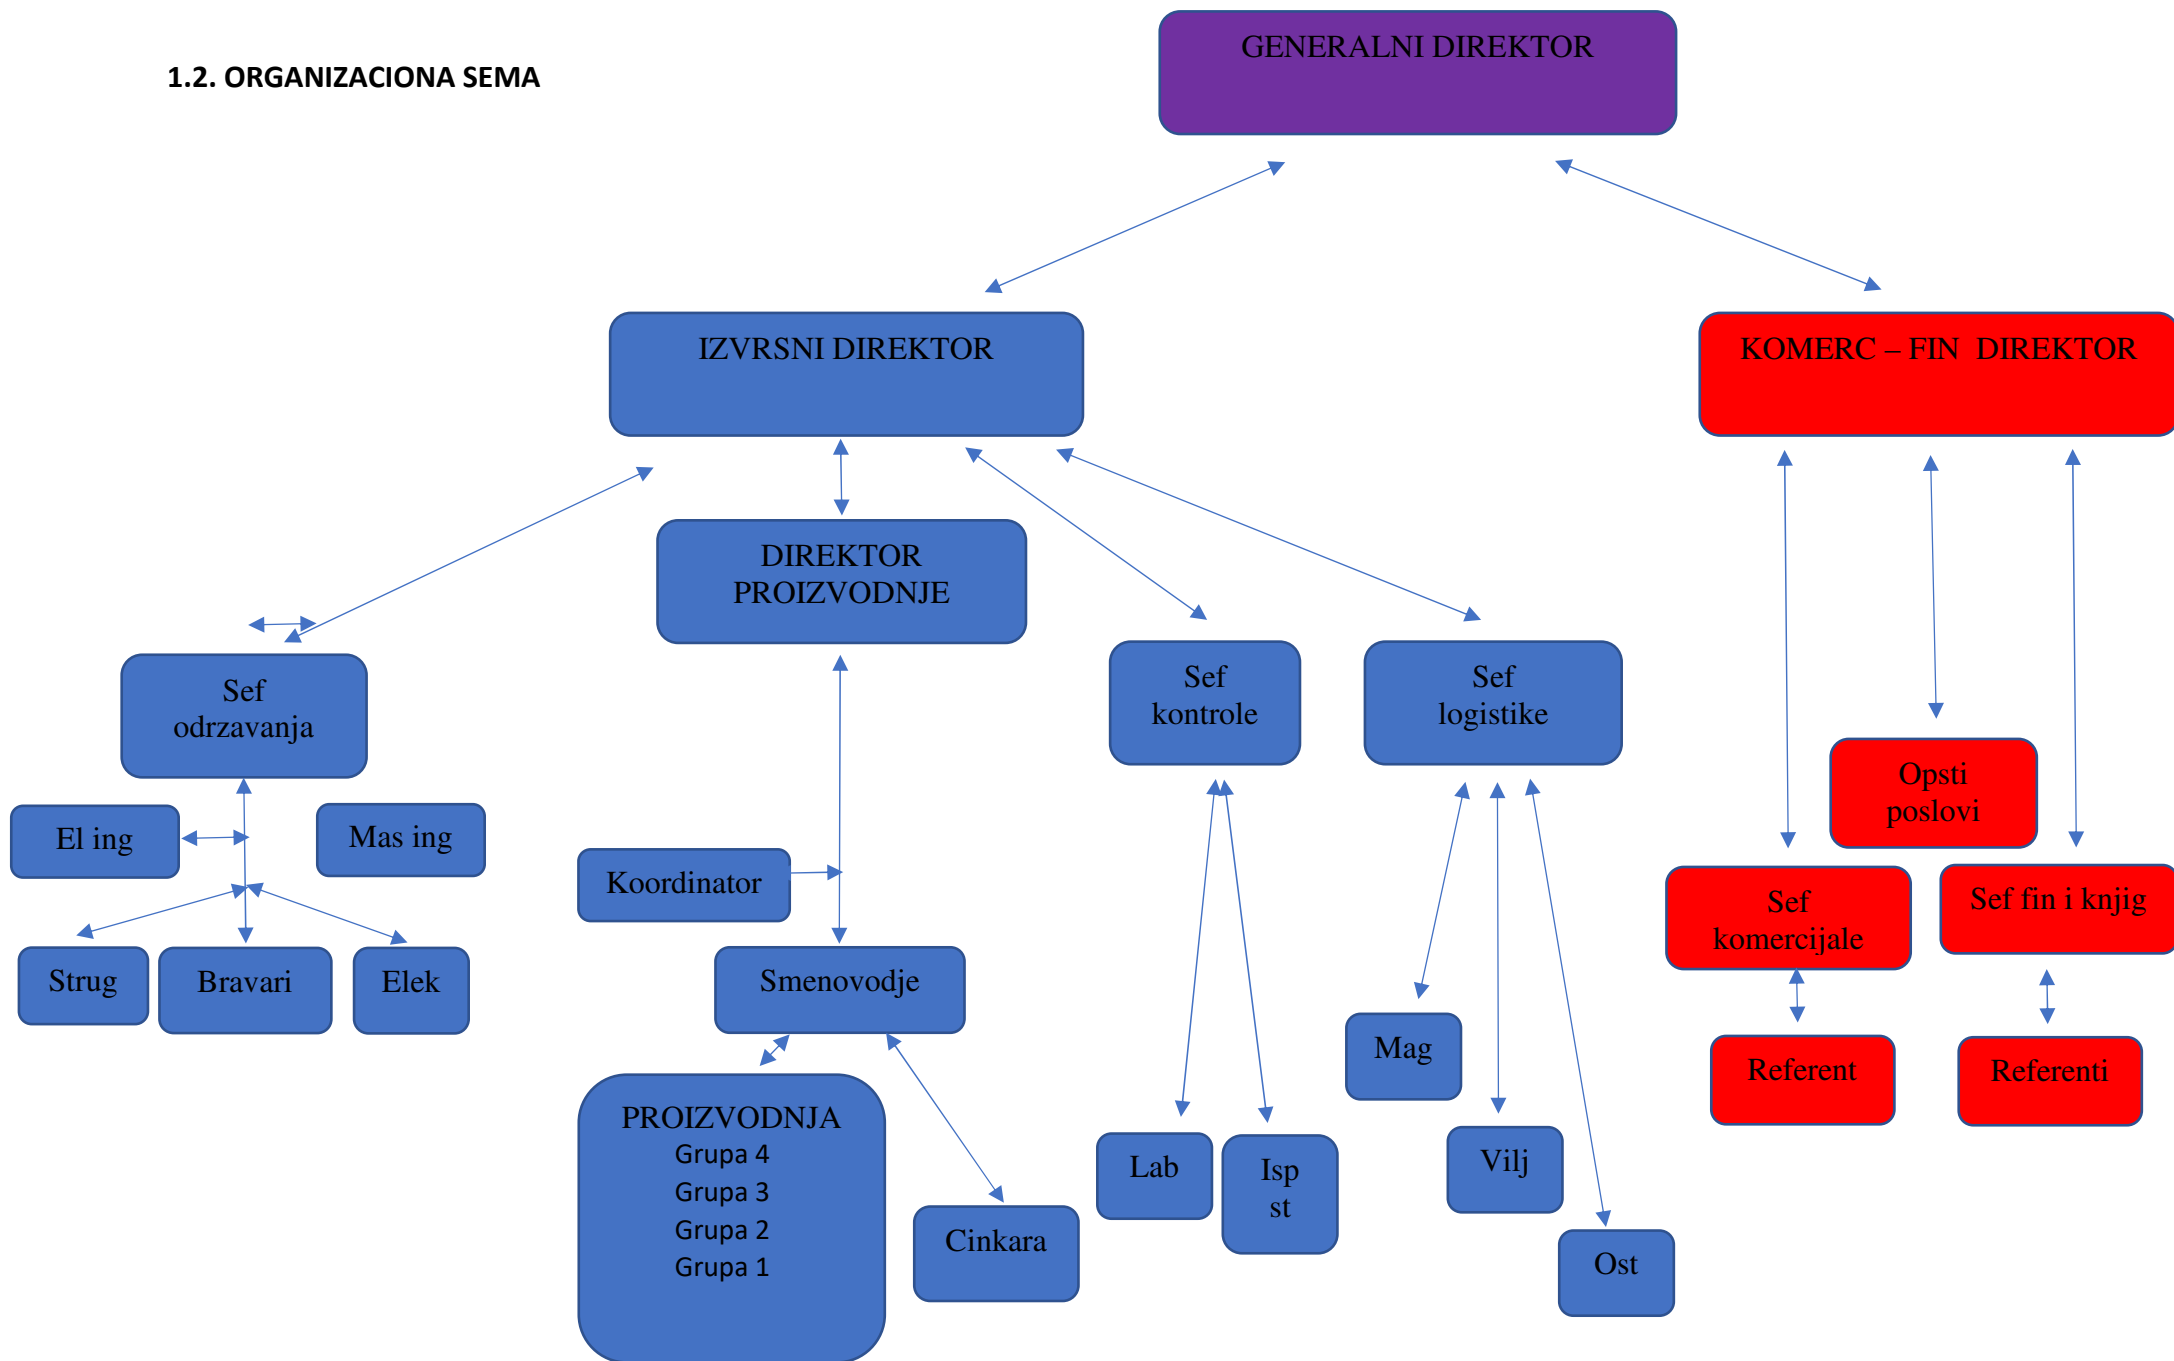 1.2. ORGANIZACIONA SEMA
GENERALNI DIREKTOR
IZVRSNI DIREKTOR
KOMERC – FIN DIREKTOR
DIREKTOR
PROIZVODNJE
Sef
odrzavanja
Sef
kontrole
Sef
logistike
Opsti
poslovi
El ing
Mas ing
Koordinator
Sef
komercijale
Sef fin i knjig
Strug
Bravari
Elek
Smenovodje
Mag
Referent
Referenti
PROIZVODNJA
Grupa 4
Grupa 3
Grupa 2
Grupa 1
Cinkara
Lab
Isp
st
Vilj
Ost